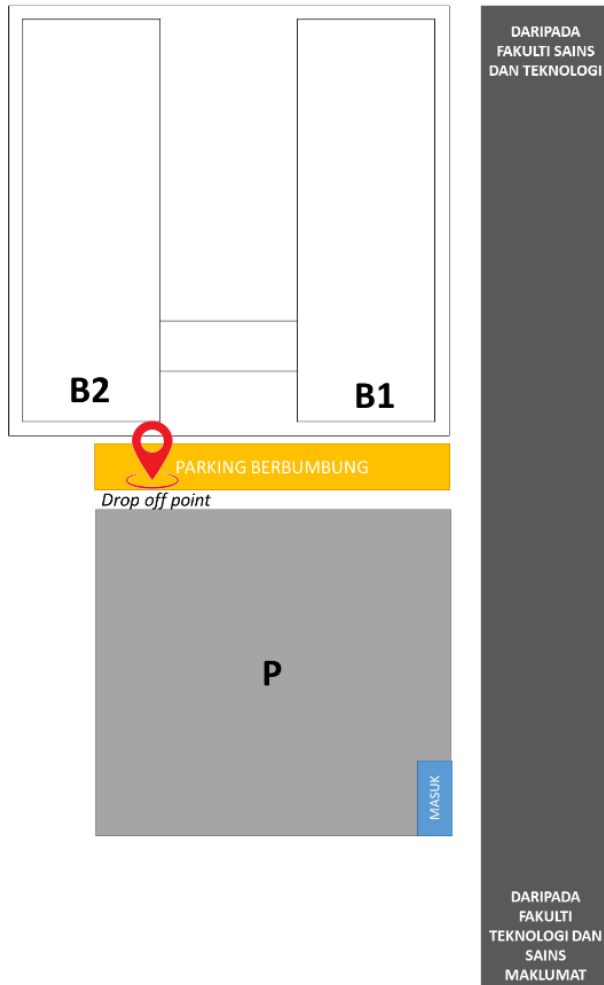 DARIPADA
FAKULTI SAINS
DAN TEKNOLOGI
B2
B1
PARKING BERBUMBUNG
Drop off point
P
MASUK
DARIPADA
FAKULTI
TEKNOLOGI DAN
SAINS
MAKLUMAT